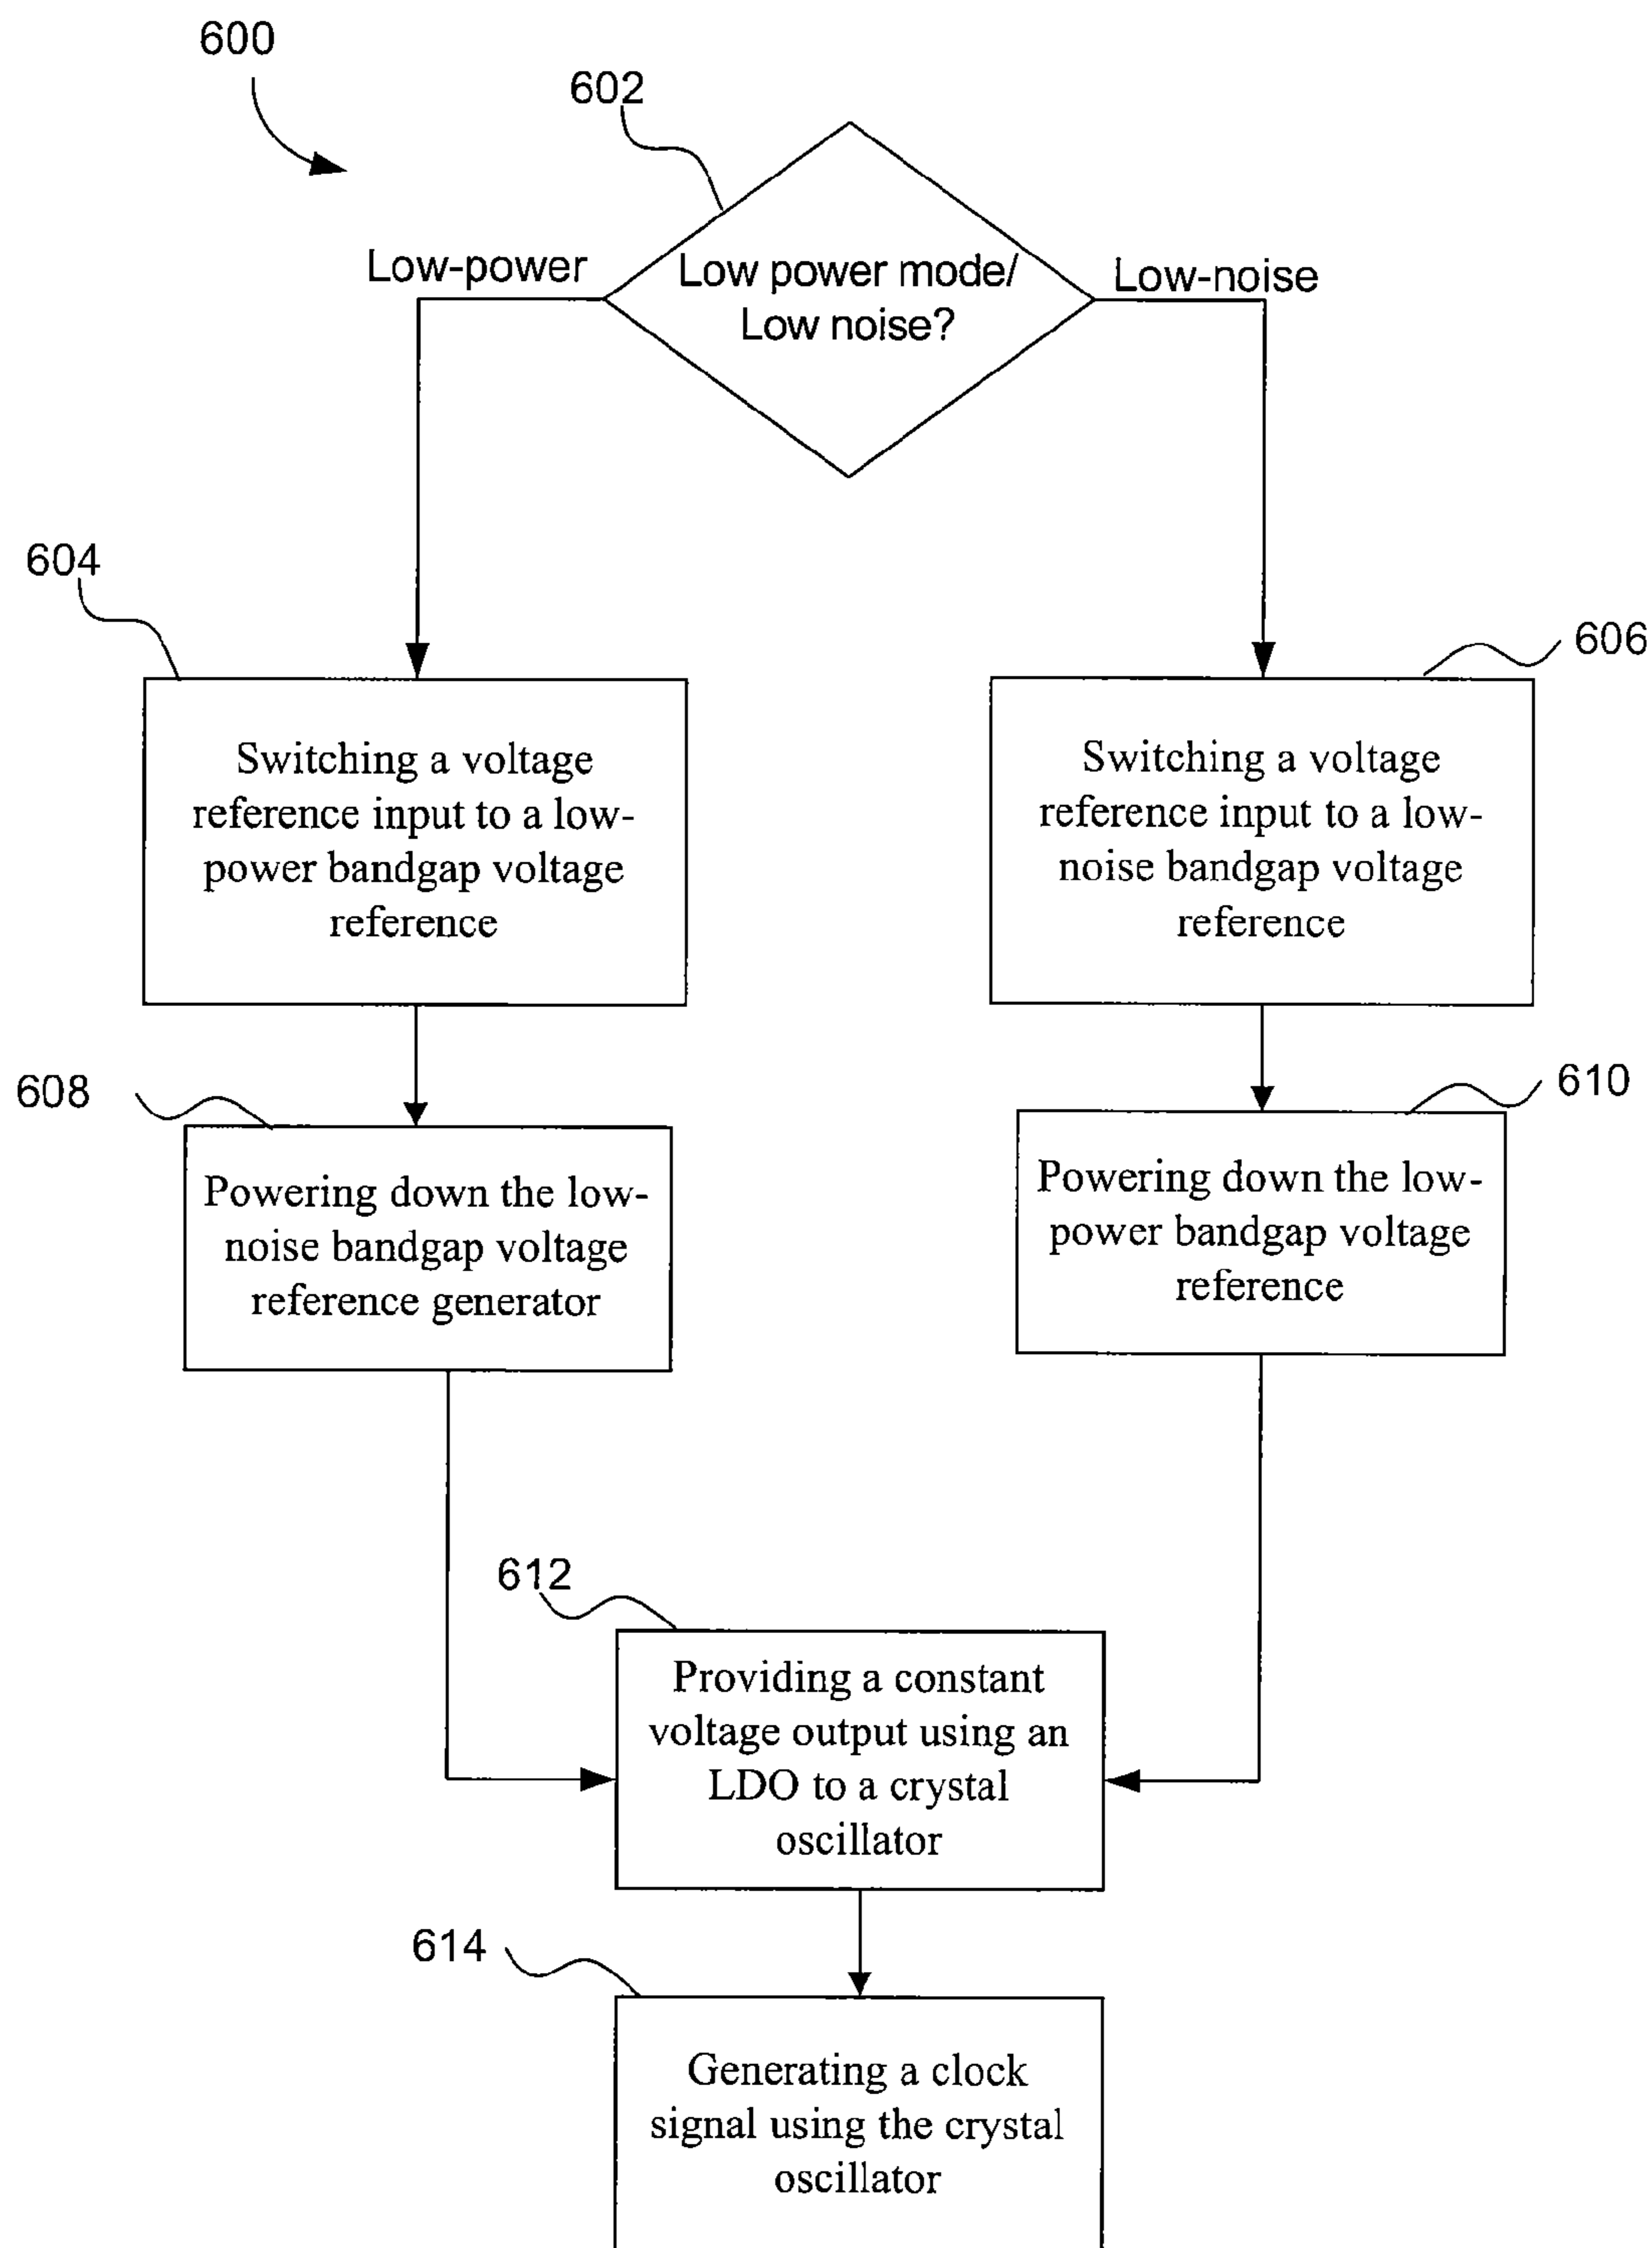 600
602
Low-power
Low power mode/
Low noise?
Low-noise
604
606
Switching a voltage
reference input to a low-
power bandgap voltage
reference
Switching a voltage
reference input to a low-
noise bandgap voltage
reference
608
610
Powering down the low-
noise bandgap voltage
reference generator
Powering down the low-
power bandgap voltage
reference
612
Providing a constant
voltage output using an
LDO to a crystal
oscillator
614
Generating a clock
signal using the crystal
oscillator